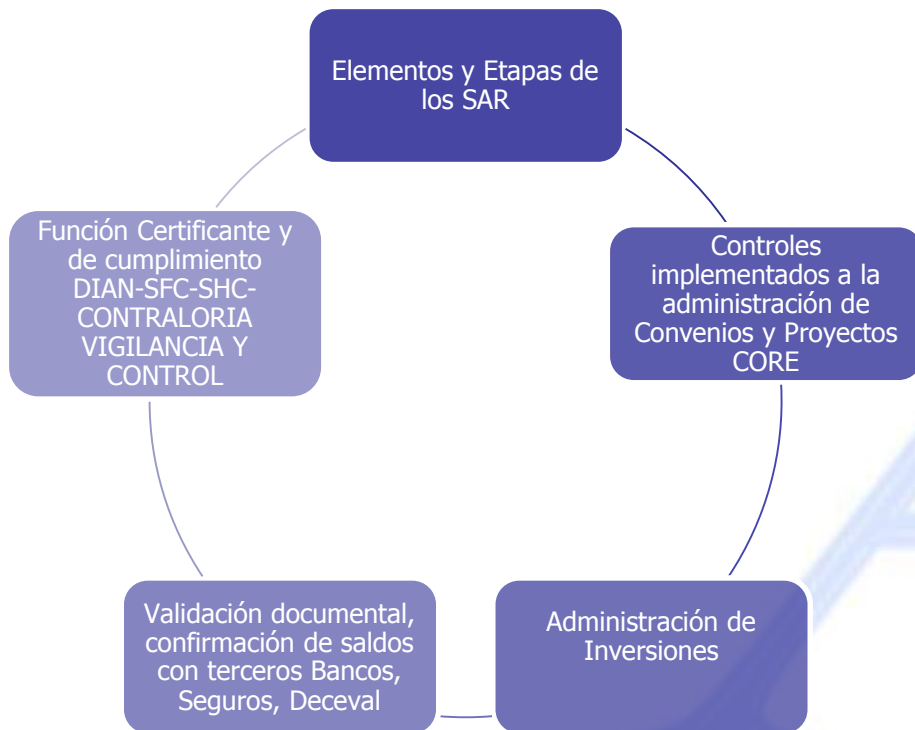 Elementos y Etapas de
los SAR
Controles
implementados a la
administración de
Convenios y Proyectos
CORE
Administración de
Inversiones
Validación documental,
confirmación de saldos
con terceros Bancos,
Seguros, Deceval
Función Certificante y
de cumplimiento
DIAN-SFC-SHC-
CONTRALORIA
VIGILANCIA Y
CONTROL